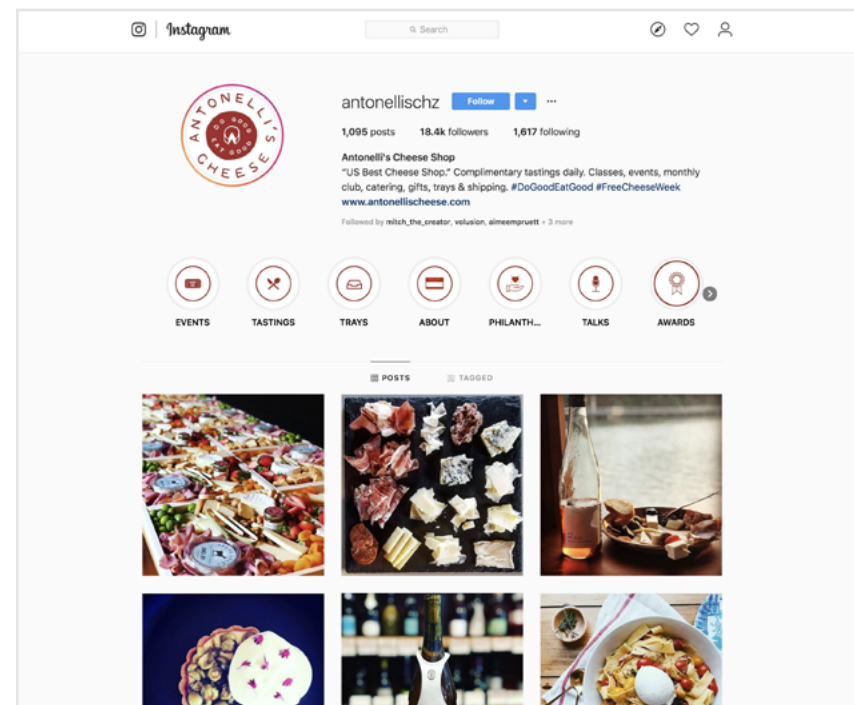 Instagram
Search
antonellischz Follow
1,095 posts 18.4k followers 1,617 following
Antonelli's Cheese Shop
"US Best Cheese Shop." Complimentary tastings daily. Classes, events, monthly
club, catering, gifts, trays & shipping. #DoGoodEatGood #FreeCheeseWeek
www.antonellischeese.com
Followed by mitch_the_creator, volusion, aimeempruett + 3 more
ANTONELLI'S CHEESE
DO GOOD EAT GOOD
EVENTS TASTINGS TRAYS ABOUT PHILANTH... TALKS AWARDS
POSTS TAGGED